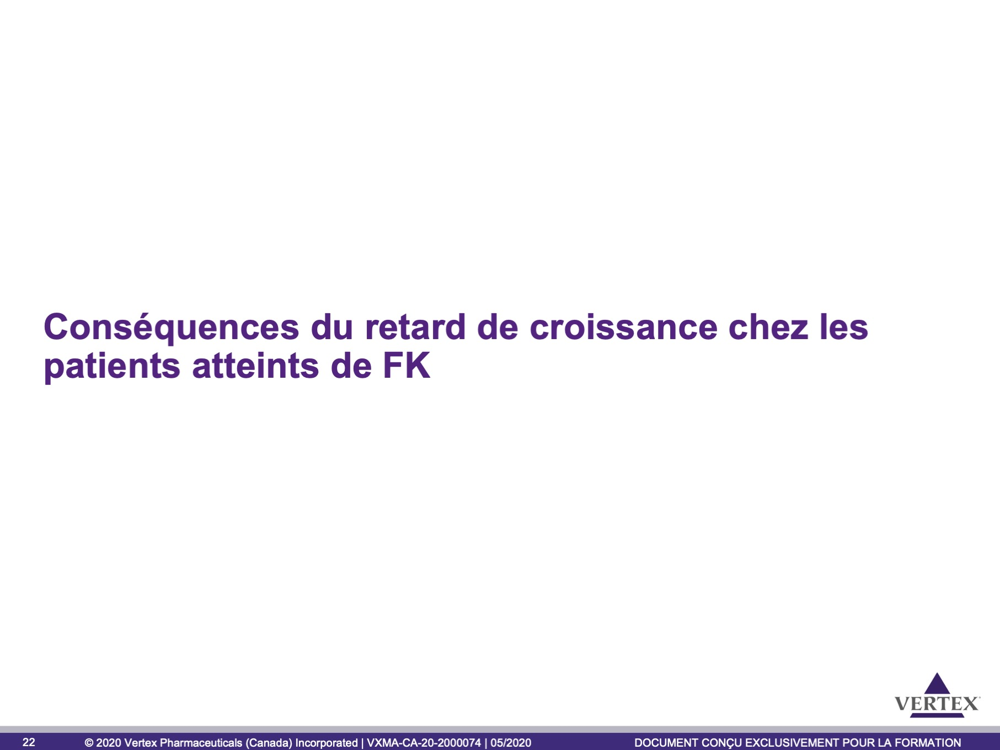 Conséquences du retard de croissance chez les
patients atteints de FK
VERTEX
22 © 2020 Vertex Pharmaceuticals (Canada) Incorporated | VXMA-CA-20-2000074 | 05/2020 DOCUMENT CONÇU EXCLUSIVEMENT POUR LA FORMATION